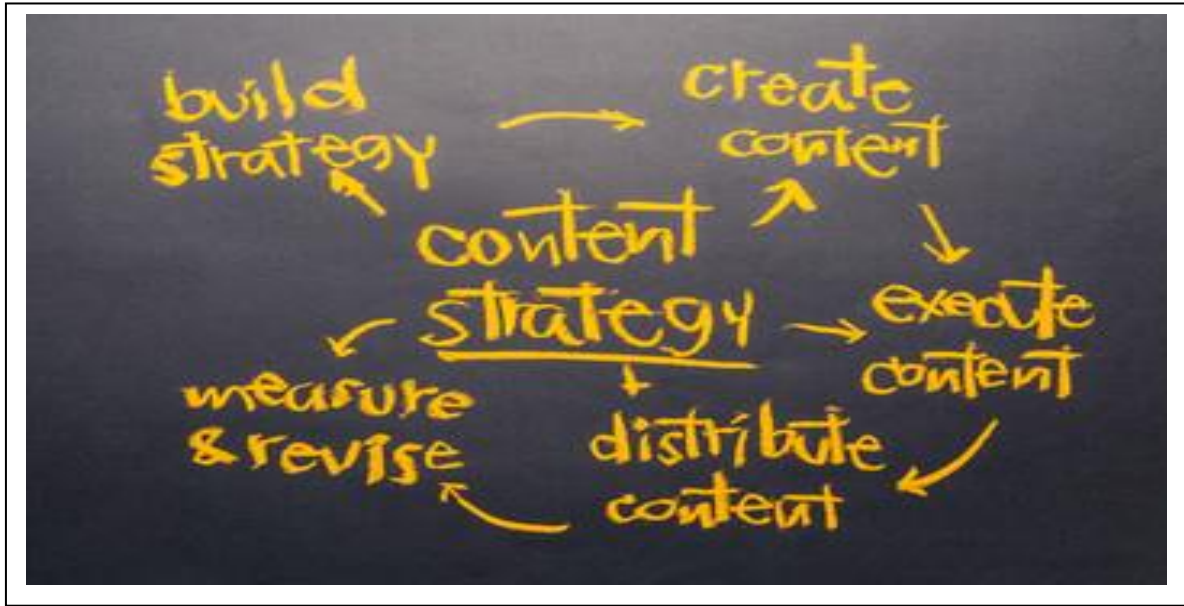 build
strategy
create
content
content
strategy
execute
content
distribute
content
measure
& revise